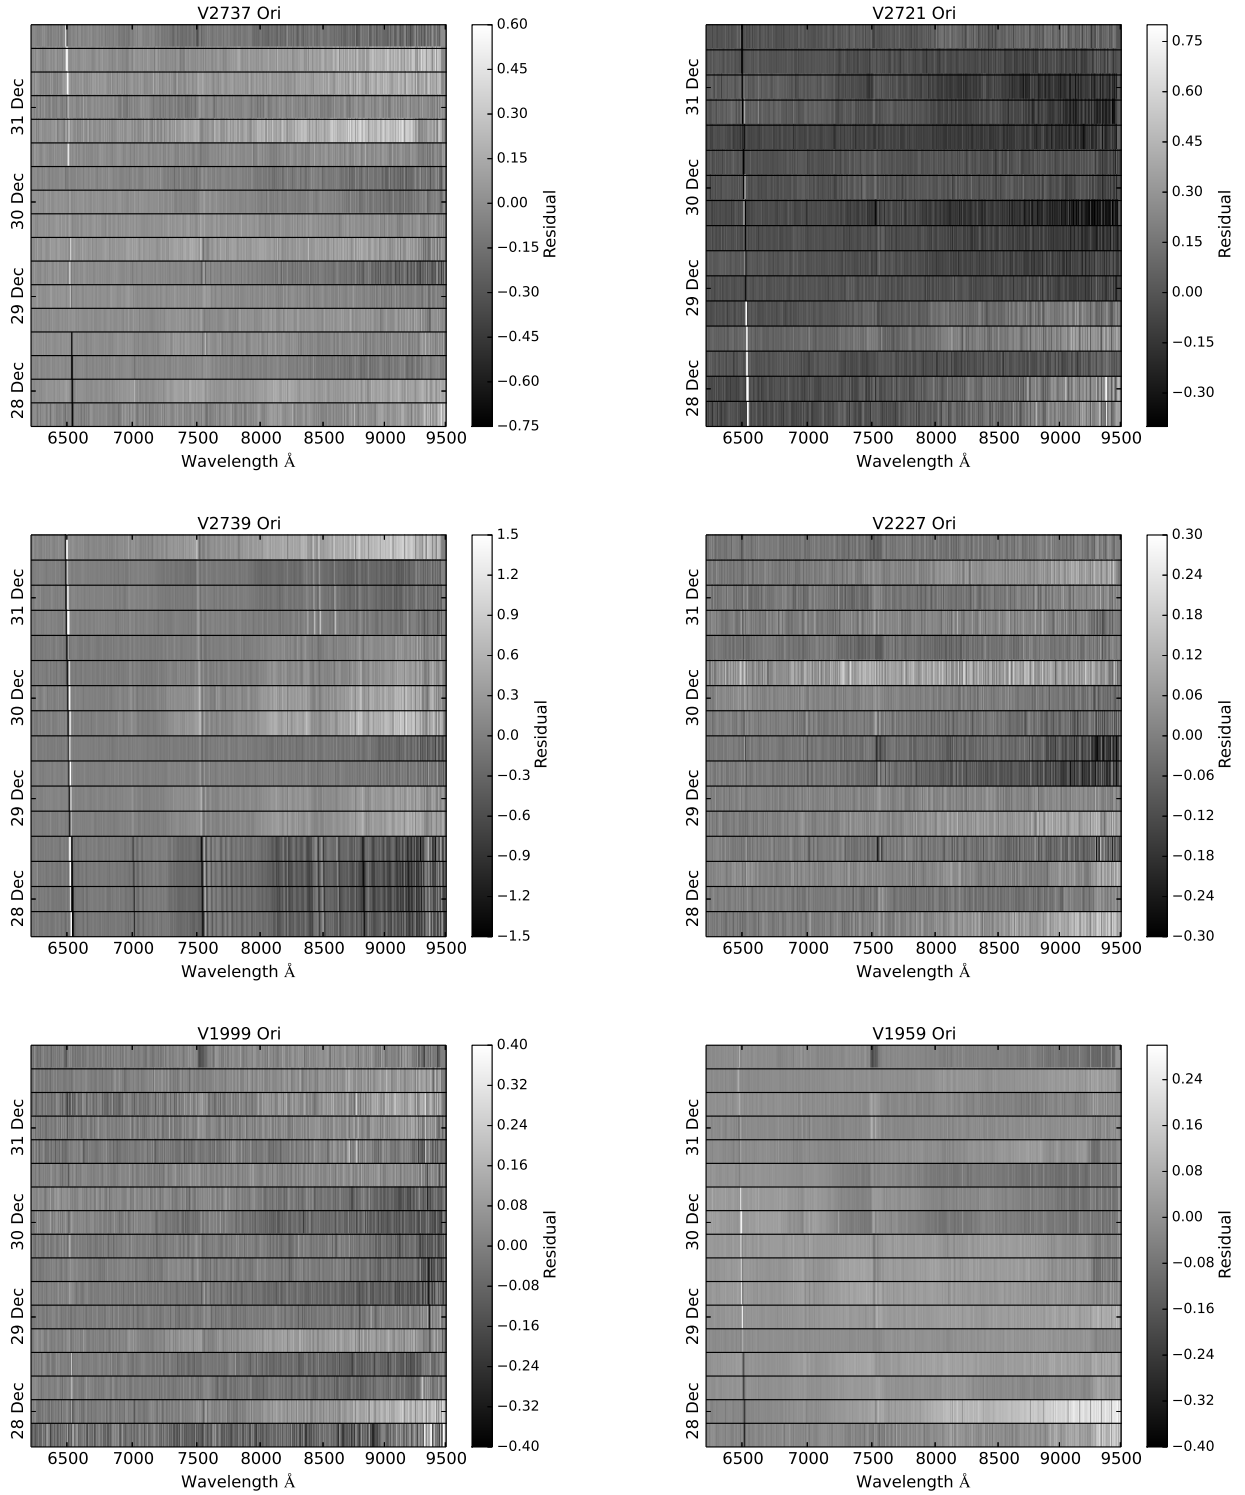 V2737 Ori
31 Dec
30 Dec
29 Dec
28 Dec
6500 7000 7500 8000 8500 9000 9500
Wavelength Å
0.60
0.45
0.30
0.15
0.00
−0.15
−0.30
−0.45
−0.60
−0.75
Residual
V2721 Ori
31 Dec
30 Dec
29 Dec
28 Dec
6500 7000 7500 8000 8500 9000 9500
Wavelength Å
0.75
0.60
0.45
0.30
0.15
0.00
−0.15
−0.30
Residual
V2739 Ori
31 Dec
30 Dec
29 Dec
28 Dec
6500 7000 7500 8000 8500 9000 9500
Wavelength Å
1.5
1.2
0.9
0.6
0.3
0.0
−0.3
−0.6
−0.9
−1.2
−1.5
Residual
V2227 Ori
31 Dec
30 Dec
29 Dec
28 Dec
6500 7000 7500 8000 8500 9000 9500
Wavelength Å
0.30
0.24
0.18
0.12
0.06
0.00
−0.06
−0.12
−0.18
−0.24
−0.30
Residual
V1999 Ori
31 Dec
30 Dec
29 Dec
28 Dec
6500 7000 7500 8000 8500 9000 9500
Wavelength Å
0.40
0.32
0.24
0.16
0.08
0.00
−0.08
−0.16
−0.24
−0.32
−0.40
Residual
V1959 Ori
31 Dec
30 Dec
29 Dec
28 Dec
6500 7000 7500 8000 8500 9000 9500
Wavelength Å
0.24
0.16
0.08
0.00
−0.08
−0.16
−0.24
−0.32
−0.40
Residual